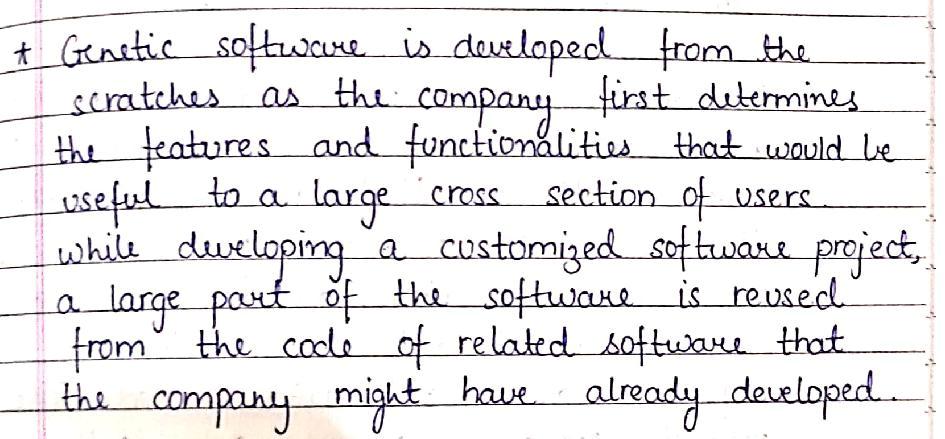 * Genetic software is developed from the
scratches as the company first determines
the features and functionalities that would be
useful to a large cross section of users.
while developing a customized software project,
a large part of the software is reused
from the code of related software that
the company might have already developed.